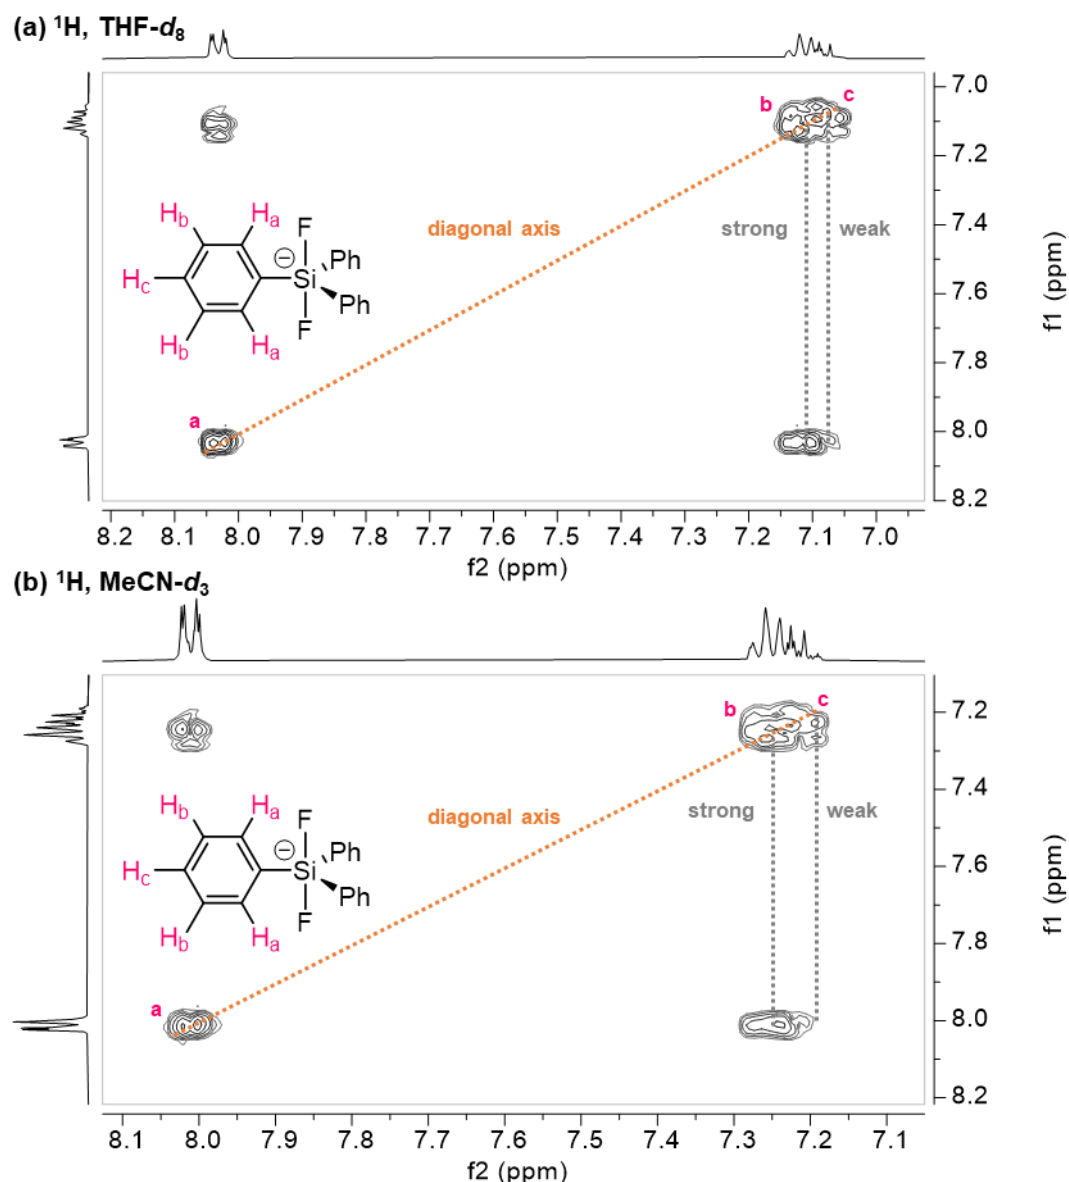 (a) ¹H, THF-d₈
b
c
7.0
7.2
7.4
7.6
7.8
8.0
8.2
f1 (ppm)
Hb
Ha
F
Ph
diagonal axis
strong
weak
Hc
⊖
Si
Ph
Hb
Ha
F
a
8.2 8.1 8.0 7.9 7.8 7.7 7.6 7.5 7.4 7.3 7.2 7.1 7.0
f2 (ppm)
(b) ¹H, MeCN-d₃
b
c
7.2
7.4
7.6
7.8
8.0
8.2
f1 (ppm)
Hb
Ha
F
Ph
diagonal axis
strong
weak
Hc
⊖
Si
Ph
Hb
Ha
F
a
8.1 8.0 7.9 7.8 7.7 7.6 7.5 7.4 7.3 7.2 7.1
f2 (ppm)